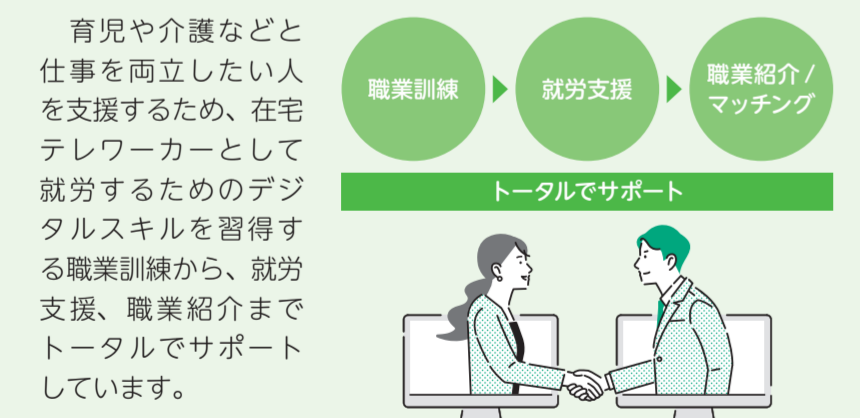 育児や介護などと
仕事を両立したい人
を支援するため、在宅
テレワーカーとして
就労するためのデジ
タルスキルを習得す
る職業訓練から、就労
支援、職業紹介まで
トータルでサポート
しています。
職業訓練
就労支援
職業紹介/
マッチング
トータルでサポート